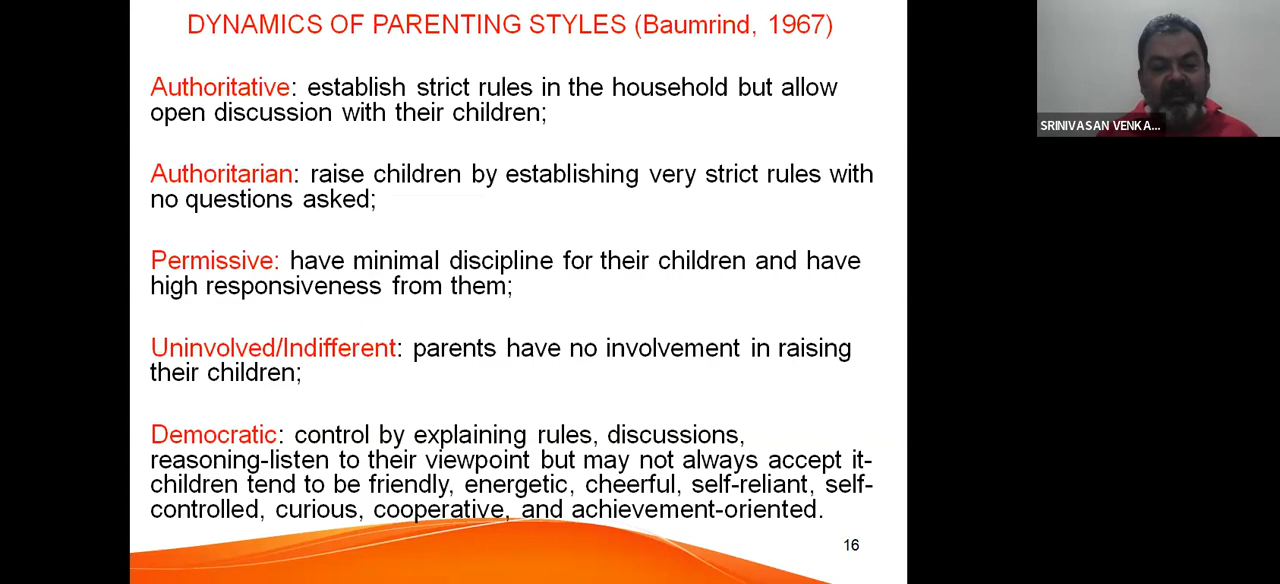 DYNAMICS OF PARENTING STYLES (Baumrind, 1967)
Authoritative: establish strict rules in the household but allow
open discussion with their children;
Authoritarian: raise children by establishing very strict rules with
no questions asked;
Permissive: have minimal discipline for their children and have
high responsiveness from them;
Uninvolved/Indifferent: parents have no involvement in raising
their children;
Democratic: control by explaining rules, discussions,
reasoning-listen to their viewpoint but may not always accept it-
children tend to be friendly, energetic, cheerful, self-reliant, self-
controlled, curious, cooperative, and achievement-oriented.
16
SRINIVASAN VENKA...